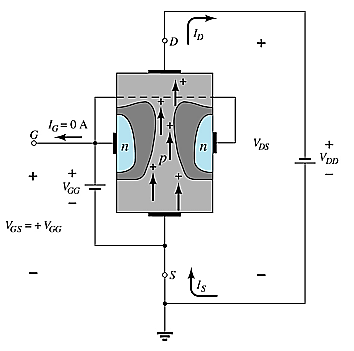 D
I_D
+
+
I_G = 0 A
G
n
n
p
+
+
+
+
+
V_DS
+
V_DD
−
+
+
V_GG
−
V_GS = + V_GG
−
S
I_S
−